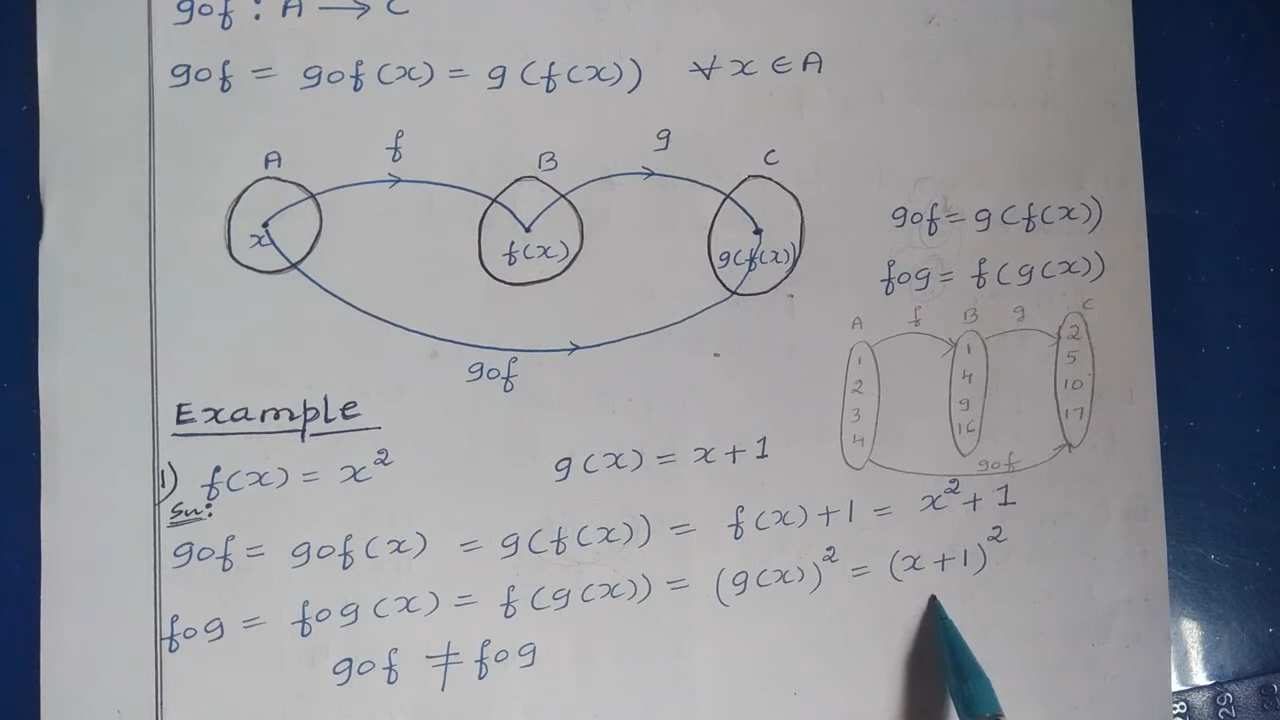 gof : A → C
gof = gof(x) = g(f(x)) ∀x∈A
f
g
A
B
C
x
f(x)
g(f(x))
gof
gof = g(f(x))
fog = f(g(x))
A f B g C
1 1 2
2 4 5
3 9 10
4 16 17
gof
Example
1) f(x) = x² g(x) = x+1
Sn:
gof = gof(x) = g(f(x)) = f(x)+1 = x²+1
fog = fog(x) = f(g(x)) = (g(x))² = (x+1)²
gof ≠ fog
29